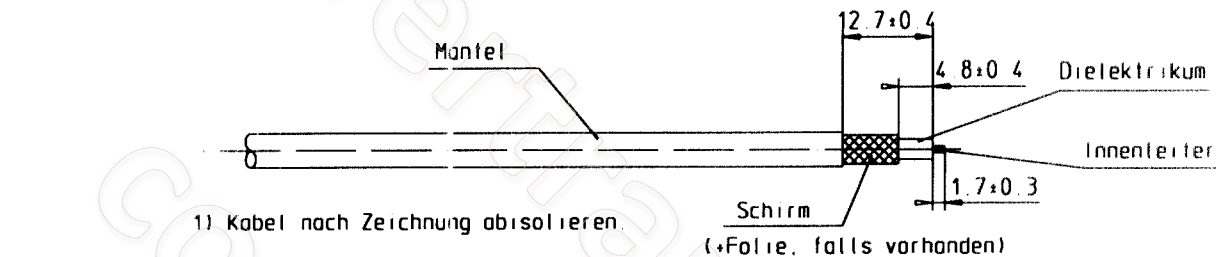 12.7±0.4
Mantel
4.8±0.4
Dielektrikum
Innenleiter
1.7±0.3
1) Kabel nach Zeichnung abisolieren.
Schirm
(+Folie, falls vorhanden)